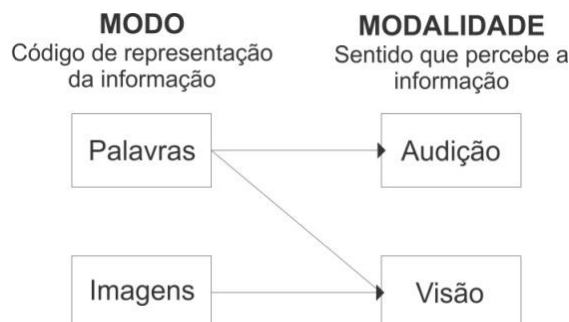 MODO
Código de representação
da informação
MODALIDADE
Sentido que percebe a
informação
Palavras
Audição
Imagens
Visão